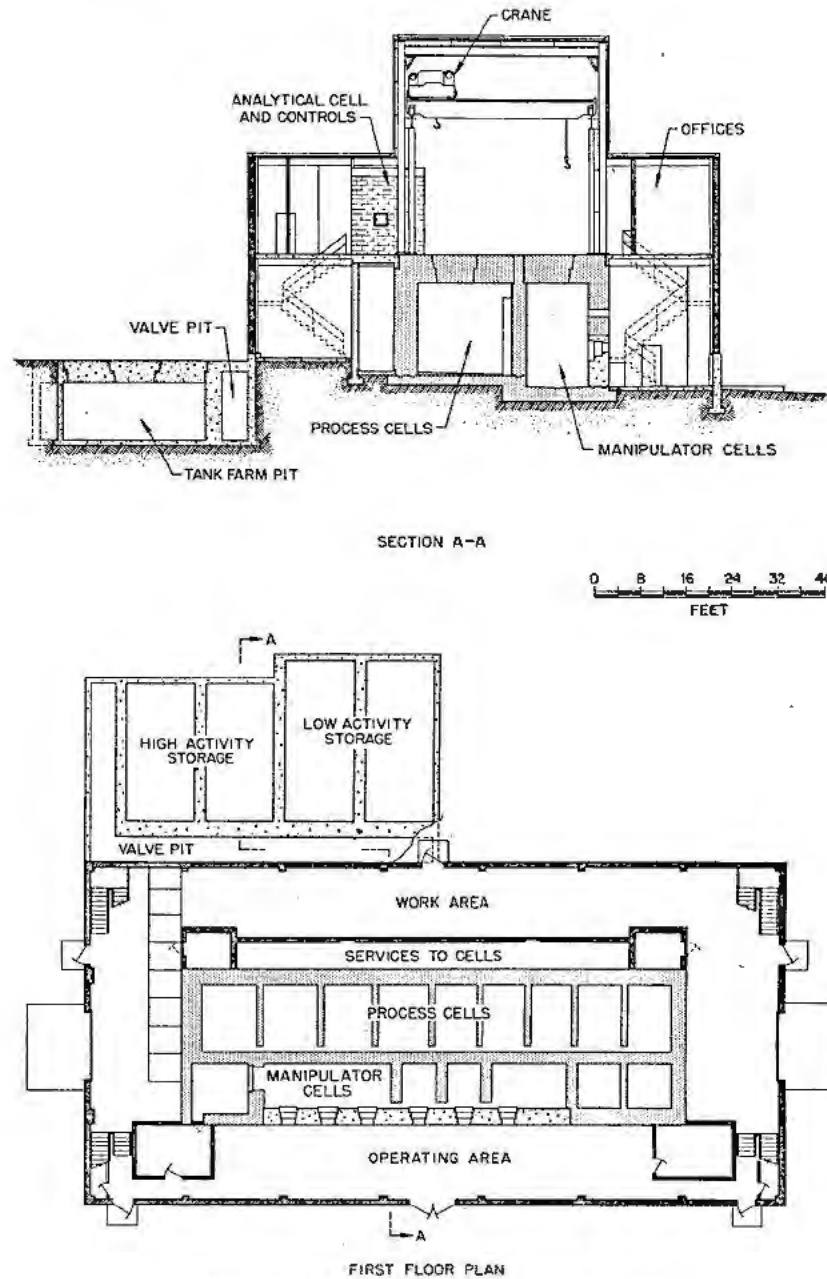 CRANE
ANALYTICAL CELL
AND CONTROLS
OFFICES
VALVE PIT
PROCESS CELLS
MANIPULATOR CELLS
TANK FARM PIT
SECTION A-A
0 8 16 24 32 40
FEET
A
LOW ACTIVITY
STORAGE
HIGH ACTIVITY
STORAGE
VALVE PIT
WORK AREA
SERVICES TO CELLS
PROCESS CELLS
MANIPULATOR
CELLS
OPERATING AREA
A
FIRST FLOOR PLAN